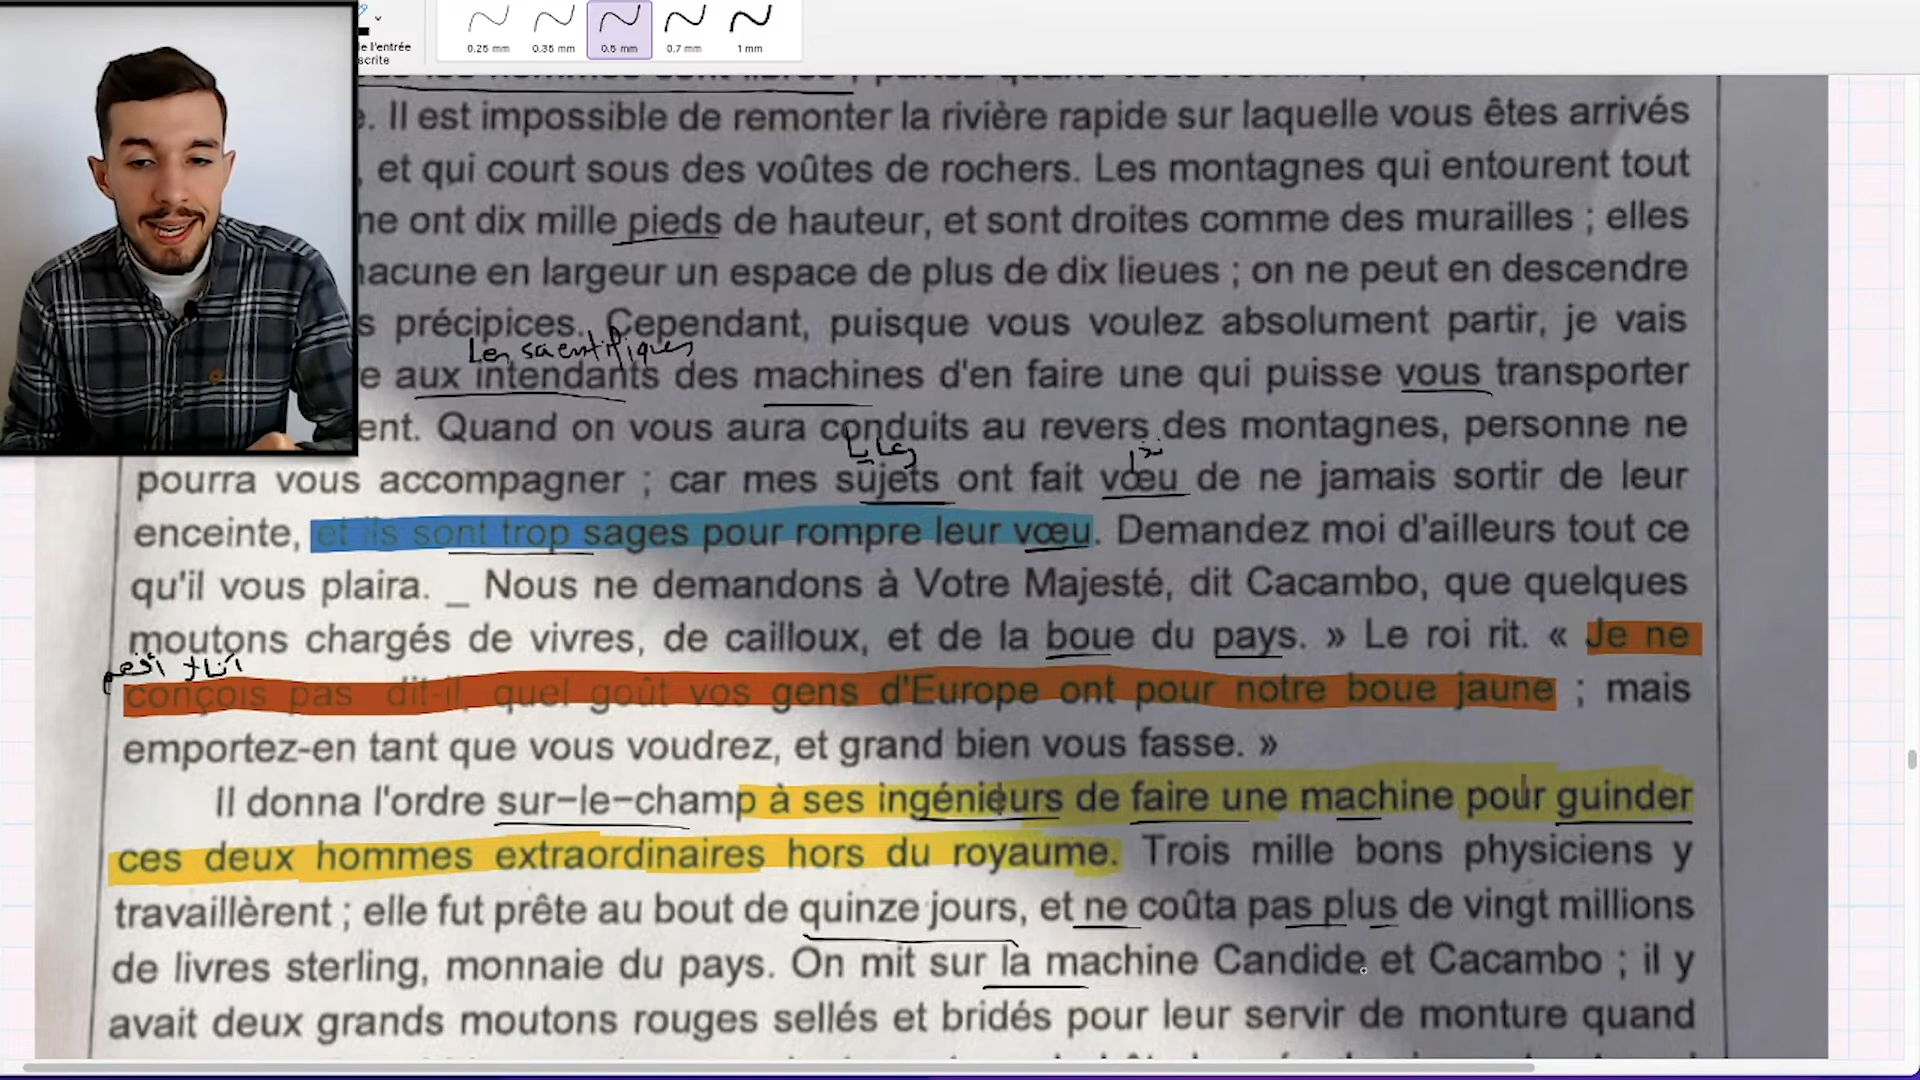 de l'entrée
scrite
0.25 mm 0.35 mm 0.5 mm 0.7 mm 1 mm
. Il est impossible de remonter la rivière rapide sur laquelle vous êtes arrivés
, et qui court sous des voûtes de rochers. Les montagnes qui entourent tout
ne ont dix mille pieds de hauteur, et sont droites comme des murailles ; elles
hacune en largeur un espace de plus de dix lieues ; on ne peut en descendre
s précipices. Cependant, puisque vous voulez absolument partir, je vais
Les scientifiques
e aux intendants des machines d'en faire une qui puisse vous transporter
ent. Quand on vous aura conduits au revers des montagnes, personne ne
pourra vous accompagner ; car mes sujets ont fait vœu de ne jamais sortir de leur
enceinte, et ils sont trop sages pour rompre leur vœu. Demandez moi d'ailleurs tout ce
qu'il vous plaira. _ Nous ne demandons à Votre Majesté, dit Cacambo, que quelques
moutons chargés de vivres, de cailloux, et de la boue du pays. » Le roi rit. « Je ne
أنا لا أفهم
conçois pas dit-il, quel goût vos gens d'Europe ont pour notre boue jaune ; mais
emportez-en tant que vous voudrez, et grand bien vous fasse. »
Il donna l'ordre sur-le-champ à ses ingénieurs de faire une machine pour guinder
ces deux hommes extraordinaires hors du royaume. Trois mille bons physiciens y
travaillèrent ; elle fut prête au bout de quinze jours, et ne coûta pas plus de vingt millions
de livres sterling, monnaie du pays. On mit sur la machine Candide et Cacambo ; il y
avait deux grands moutons rouges sellés et bridés pour leur servir de monture quand